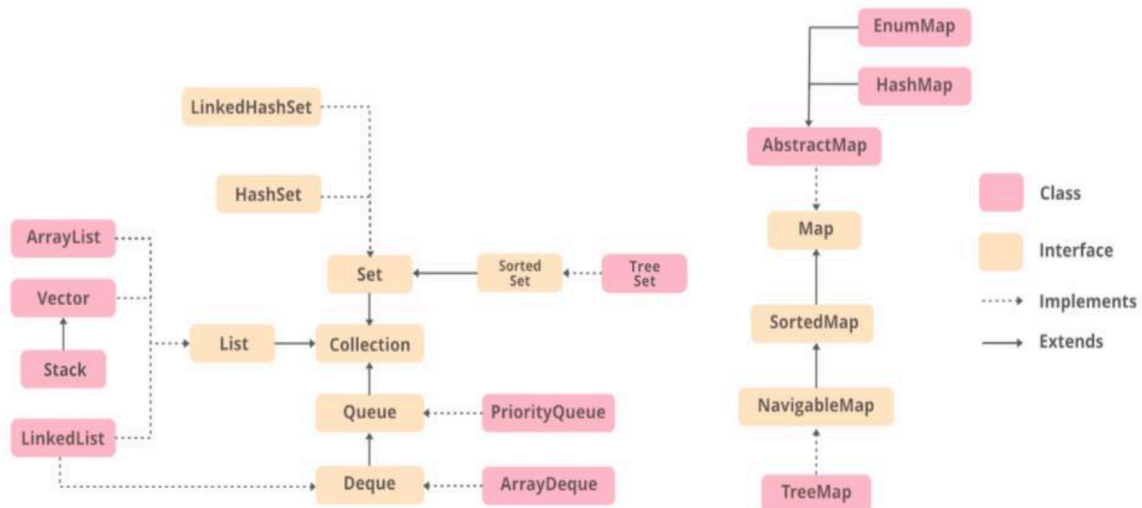 EnumMap
HashMap
LinkedHashSet
AbstractMap
HashSet
Class
ArrayList
Map
Interface
Set
Sorted
Set
Tree
Set
Vector
Implements
SortedMap
List
Collection
Extends
Stack
Queue
PriorityQueue
NavigableMap
LinkedList
Deque
ArrayDeque
TreeMap